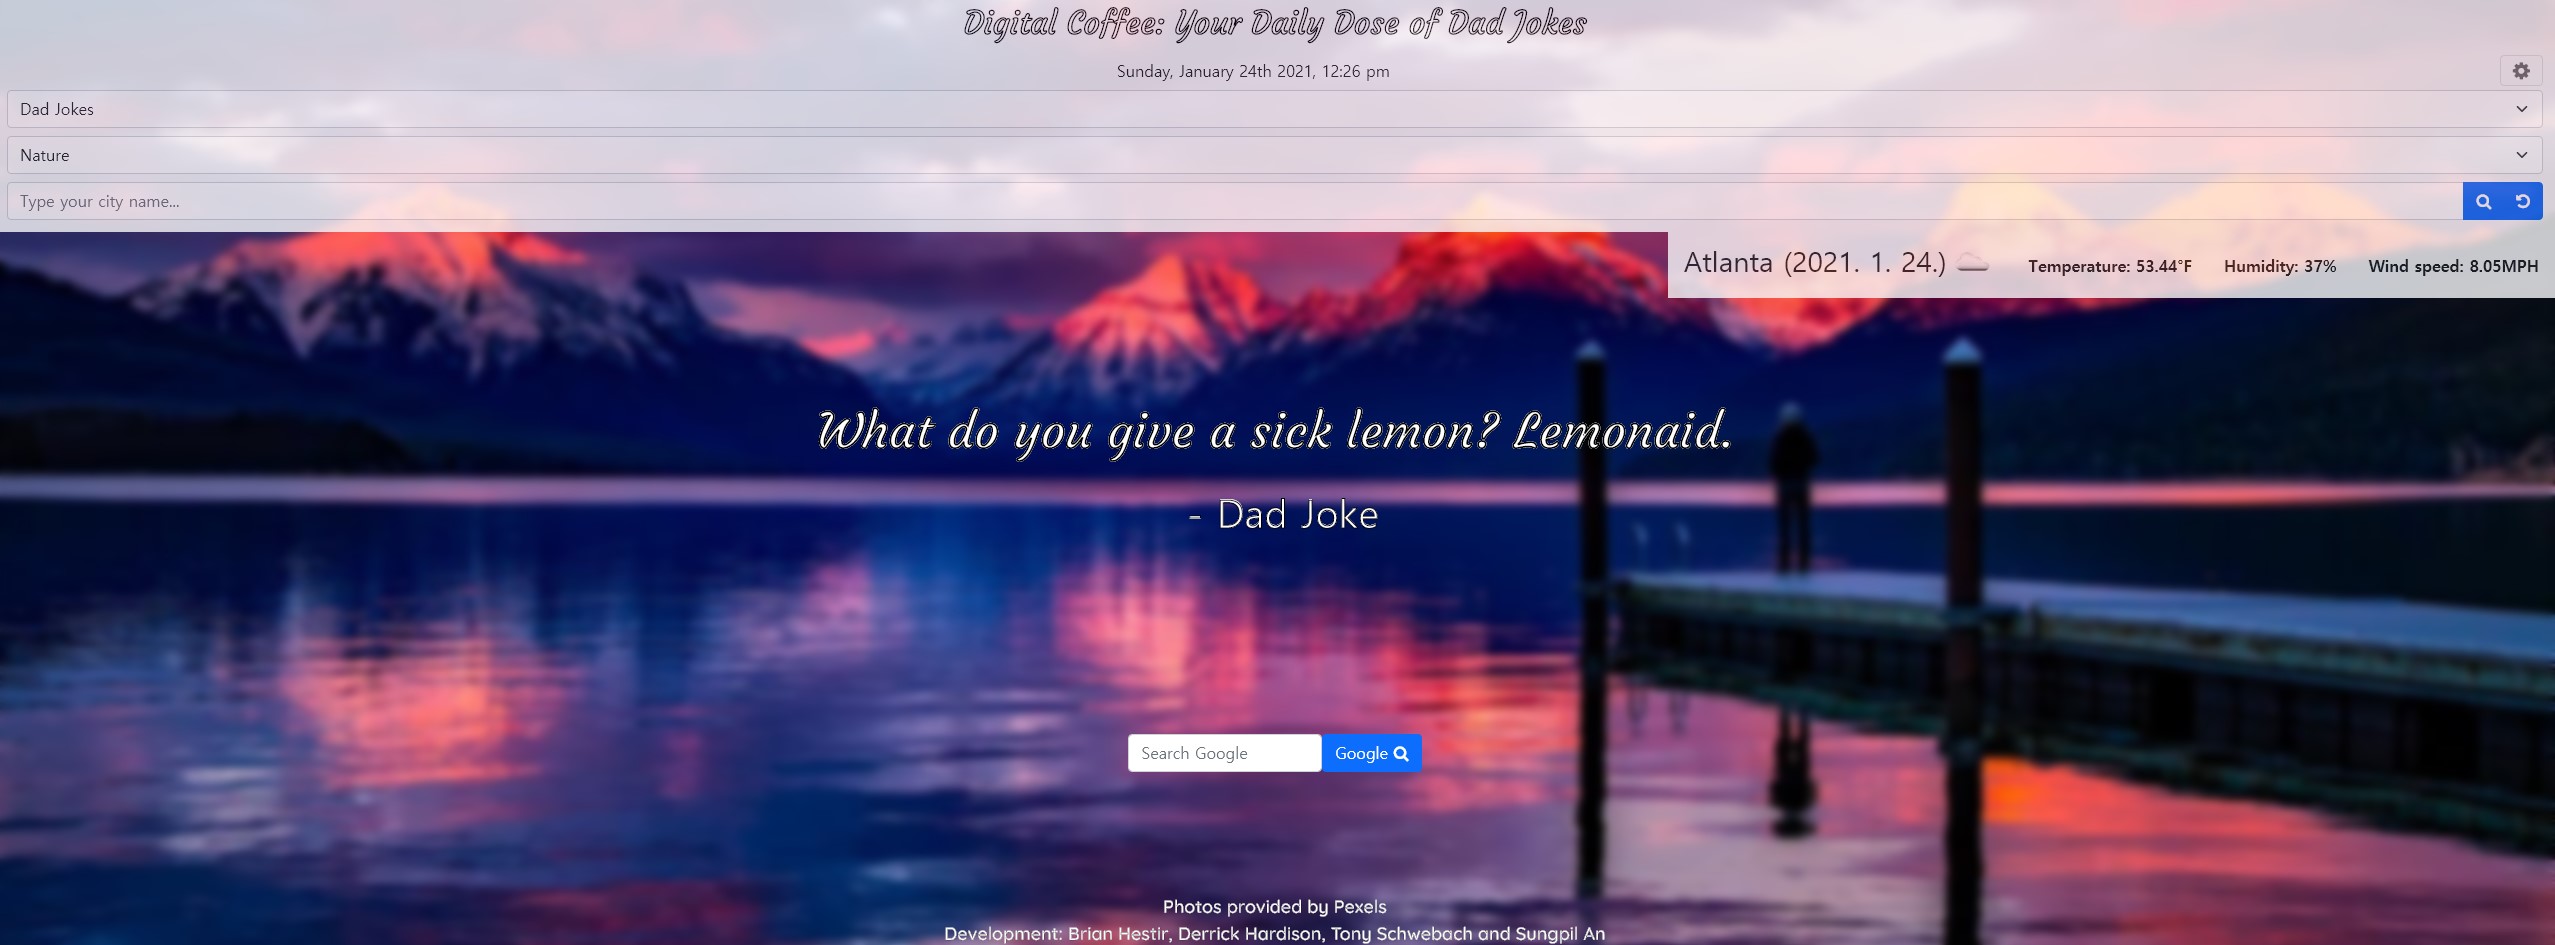 Digital Coffee: Your Daily Dose of Dad Jokes
Sunday, January 24th 2021, 12:26 pm
Dad Jokes
Nature
Type your city name...
Atlanta (2021. 1. 24.) Temperature: 53.44°F Humidity: 37% Wind speed: 8.05MPH
What do you give a sick lemon? Lemonaid.
- Dad Joke
Search Google Google
Photos provided by Pexels
Development: Brian Hestir, Derrick Hardison, Tony Schwebach and Sungpil An